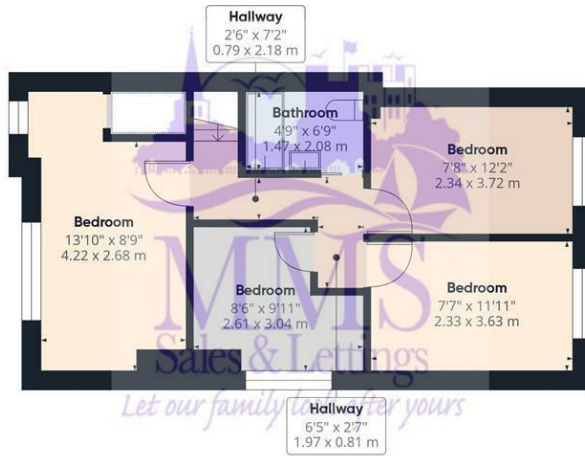 Hallway
2'6" x 7'2"
0.79 x 2.18 m
Bathroom
4'9" x 6'9"
1.47 x 2.08 m
Bedroom
7'8" x 12'2"
2.34 x 3.72 m
Bedroom
13'10" x 8'9"
4.22 x 2.68 m
Bedroom
8'6" x 9'11"
2.61 x 3.04 m
Bedroom
7'7" x 11'11"
2.33 x 3.63 m
MMS
Sales & Lettings
Let our family look after yours
Hallway
6'5" x 2'7"
1.97 x 0.81 m